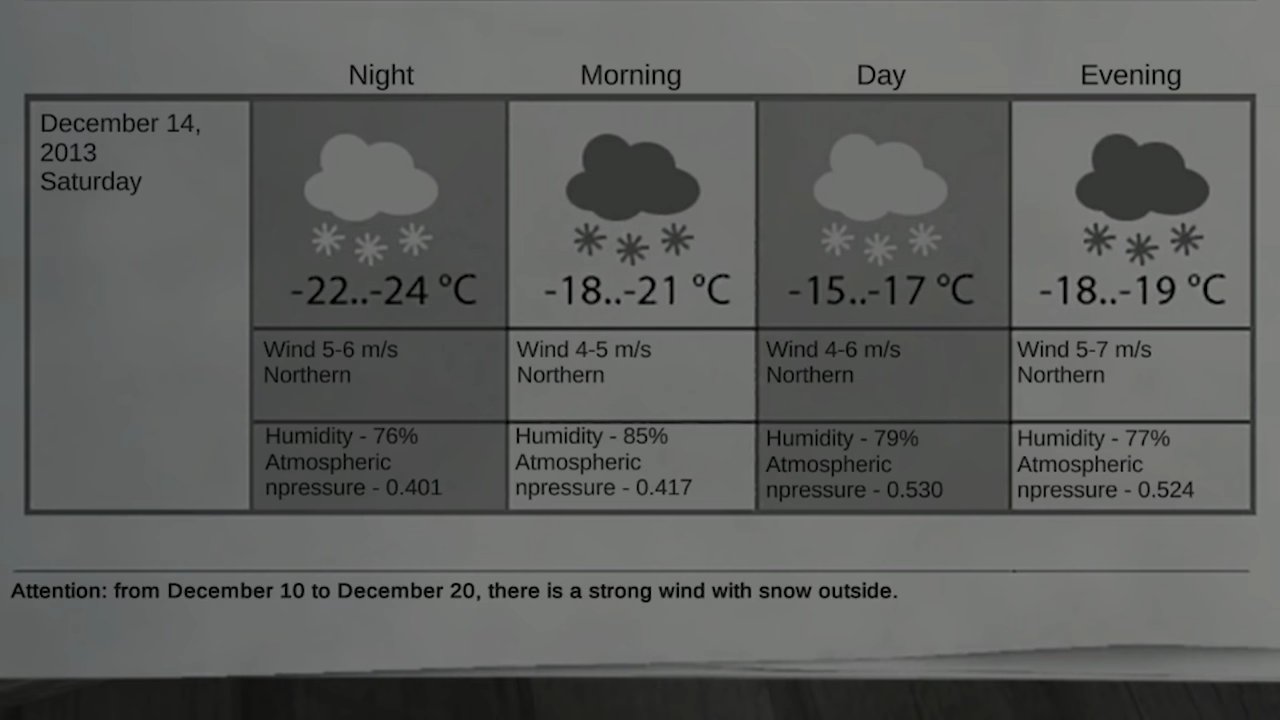 Night Morning Day Evening
December 14,
2013
Saturday
-22..-24 °C -18..-21 °C -15..-17 °C -18..-19 °C
Wind 5-6 m/s
Northern
Wind 4-5 m/s
Northern
Wind 4-6 m/s
Northern
Wind 5-7 m/s
Northern
Humidity - 76%
Atmospheric
npressure - 0.401
Humidity - 85%
Atmospheric
npressure - 0.417
Humidity - 79%
Atmospheric
npressure - 0.530
Humidity - 77%
Atmospheric
npressure - 0.524
Attention: from December 10 to December 20, there is a strong wind with snow outside.